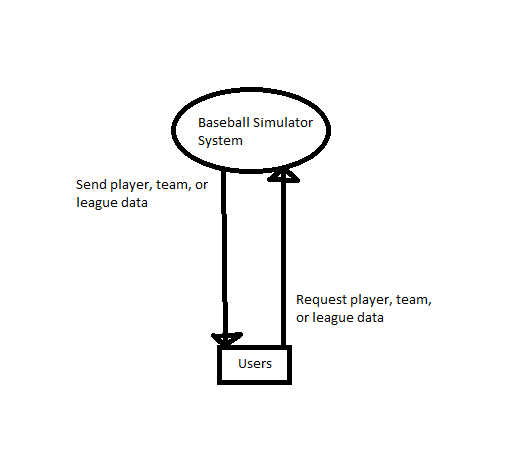 Baseball Simulator
System
Send player, team, or
league data
Request player, team,
or league data
Users